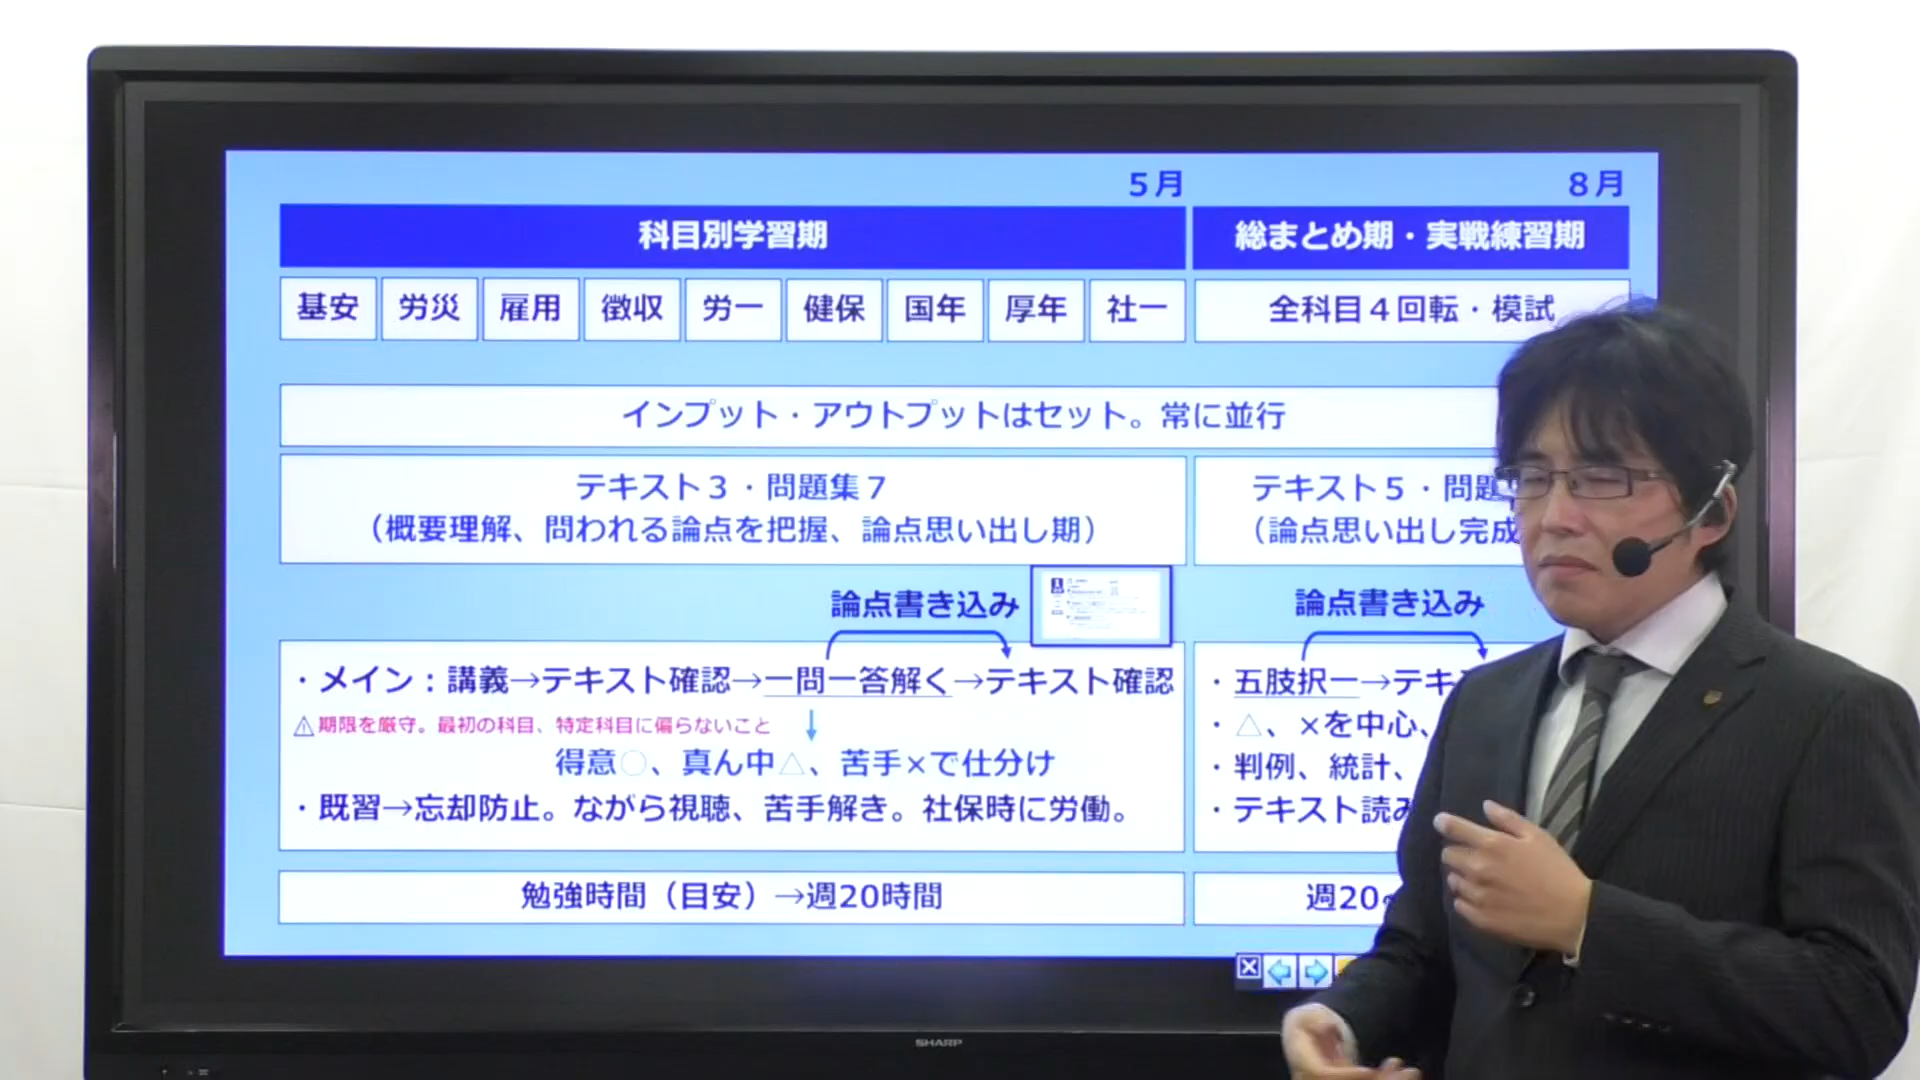 ５月
８月
科目別学習期
総まとめ期・実戦練習期
基安 労災 雇用 徴収 労一 健保 国年 厚年 社一
全科目４回転・模試
インプット・アウトプットはセット。常に並行
テキスト３・問題集７
（概要理解、問われる論点を把握、論点思い出し期）
テキスト５・問題
（論点思い出し完成
論点書き込み
論点書き込み
・メイン：講義→テキスト確認→一問一答解く→テキスト確認
⚠期限を厳守。最初の科目、特定科目に偏らないこと
↓
得意○、真ん中△、苦手×で仕分け
・既習→忘却防止。ながら視聴、苦手解き。社保時に労働。
・五肢択一→テキ
・△、×を中心、
・判例、統計、
・テキスト読み
勉強時間（目安）→週20時間
週20
SHARP